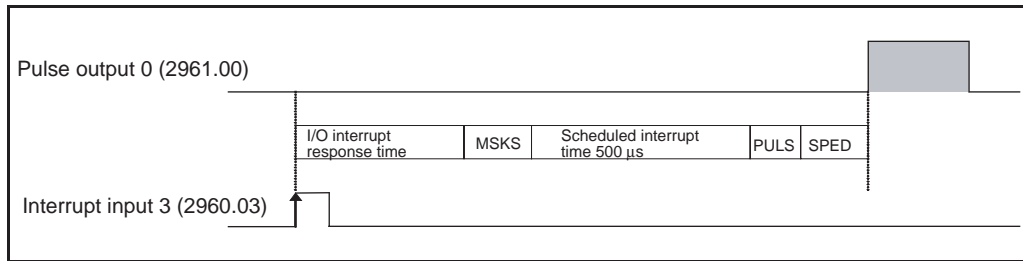 Pulse output 0 (2961.00)
I/O interrupt
response time
MSKS
Scheduled interrupt
time 500 μs
PULS
SPED
Interrupt input 3 (2960.03)